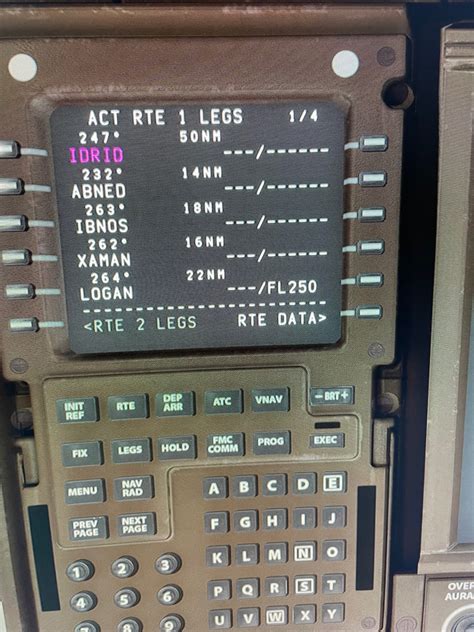 ACT RTE 1 LEGS 1/4
247° 50NM
IDRID ---/------
232° 14NM
ABNED ---/------
263° 18NM
IBNOS ---/------
262° 16NM
XAMAN ---/------
264° 22NM
LOGAN ---/FL250
<RTE 2 LEGS RTE DATA>
INIT REF RTE DEP ARR ATC VNAV - BRT +
FIX LEGS HOLD FMC COMM PROG EXEC
MENU NAV RAD
PREV PAGE NEXT PAGE
A B C D E
F G H I J
K L M N O
P Q R S T
U V W X Y
1 2 3
4 5 6
OVER
AURA